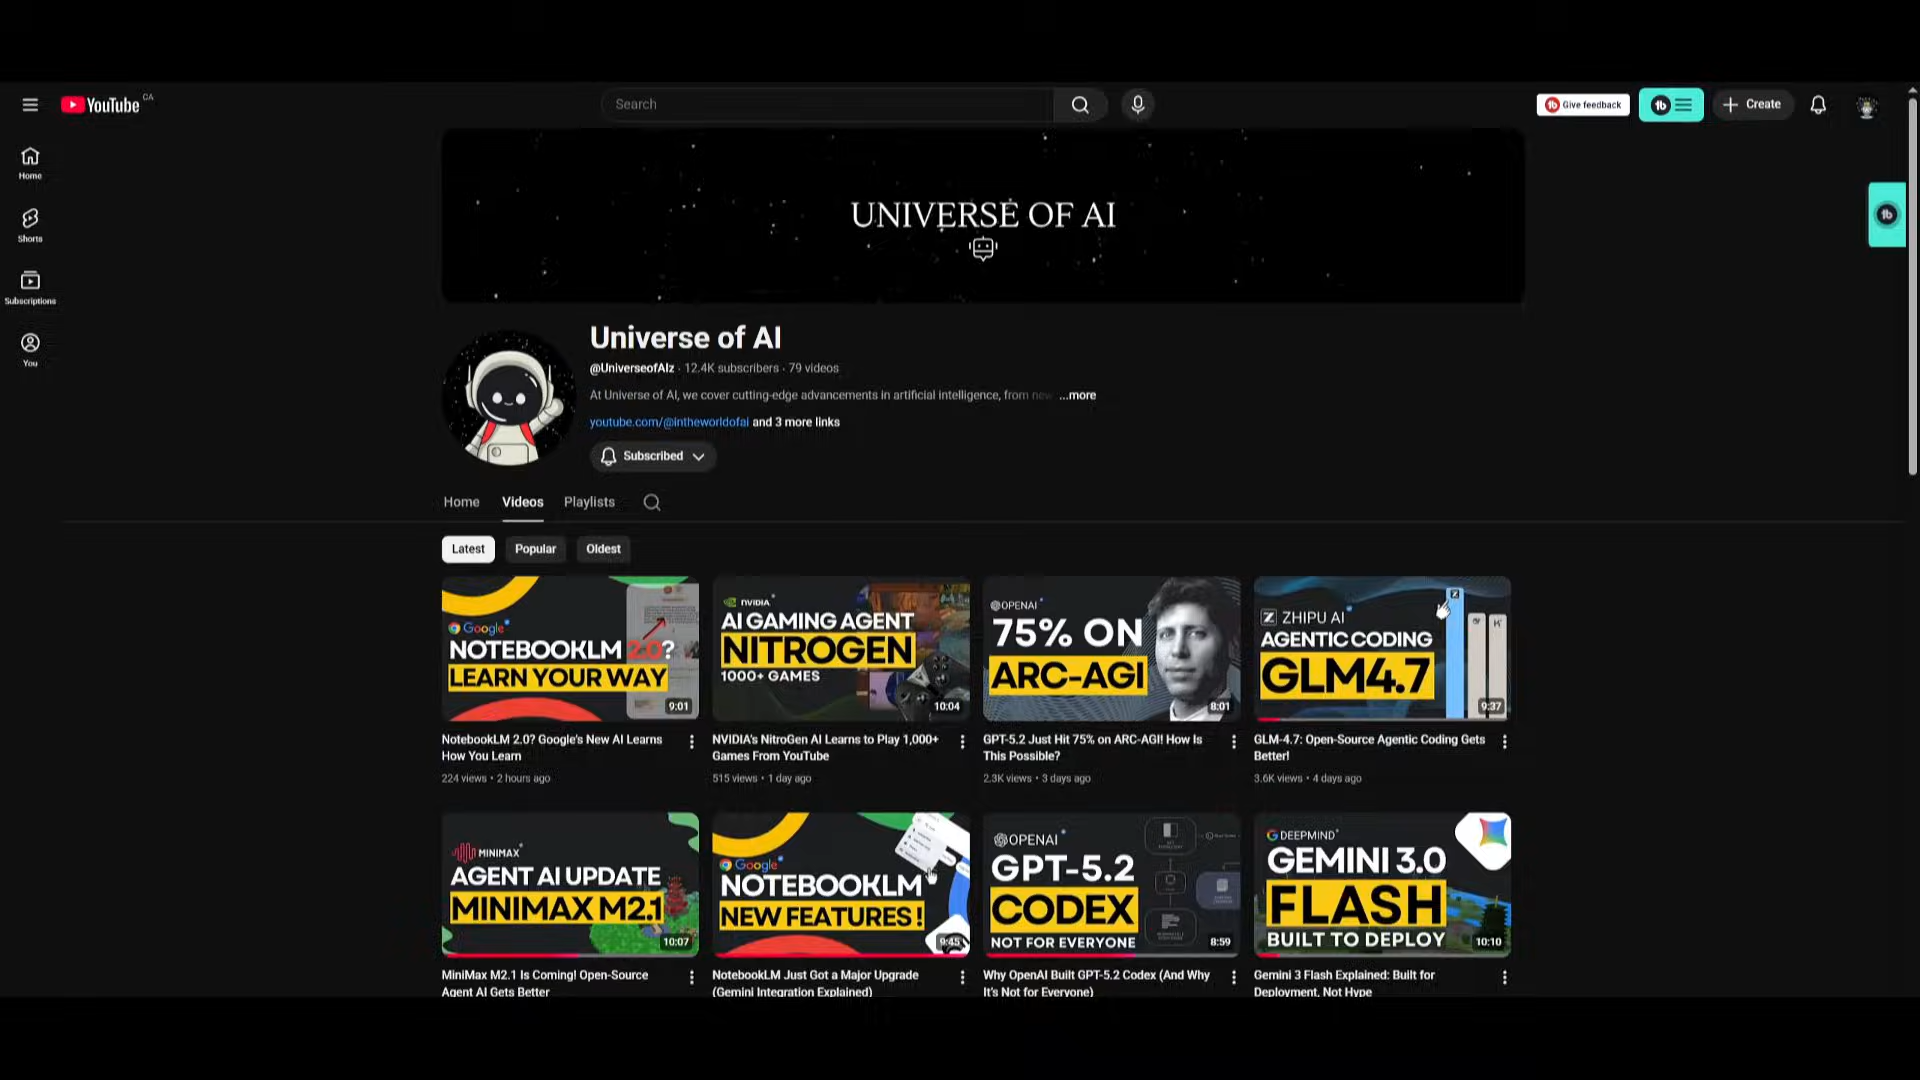 YouTube CA
Search
Give feedback
Create
Home
Shorts
Subscriptions
You
UNIVERSE OF AI
Universe of AI
@UniverseofAIz · 12.4K subscribers · 79 videos
At Universe of AI, we cover cutting-edge advancements in artificial intelligence, from new ...more
youtube.com/@intheworldofai and 3 more links
Subscribed
Home Videos Playlists
Latest Popular Oldest
Google
NOTEBOOKLM 2.0?
LEARN YOUR WAY
9:01
NVIDIA
AI GAMING AGENT
NITROGEN
1000+ GAMES
10:04
OPENAI
75% ON
ARC-AGI
8:01
ZHIPU AI
AGENTIC CODING
GLM4.7
9:37
NotebookLM 2.0? Google's New AI Learns
How You Learn
224 views • 2 hours ago
NVIDIA's NitroGen AI Learns to Play 1,000+
Games From YouTube
515 views • 1 day ago
GPT-5.2 Just Hit 75% on ARC-AGI! How Is
This Possible?
2.3K views • 3 days ago
GLM-4.7: Open-Source Agentic Coding Gets
Better!
3.6K views • 4 days ago
MINIMAX
AGENT AI UPDATE
MINIMAX M2.1
10:07
Google
NOTEBOOKLM
NEW FEATURES!
9:45
OPENAI
GPT-5.2
CODEX
NOT FOR EVERYONE
8:59
DEEPMIND
GEMINI 3.0
FLASH
BUILT TO DEPLOY
10:10
MiniMax M2.1 Is Coming! Open-Source
Agent AI Gets Better
NotebookLM Just Got a Major Upgrade
(Gemini Integration Explained)
Why OpenAI Built GPT-5.2 Codex (And Why
It's Not for Everyone)
Gemini 3 Flash Explained: Built for
Deployment, Not Hype